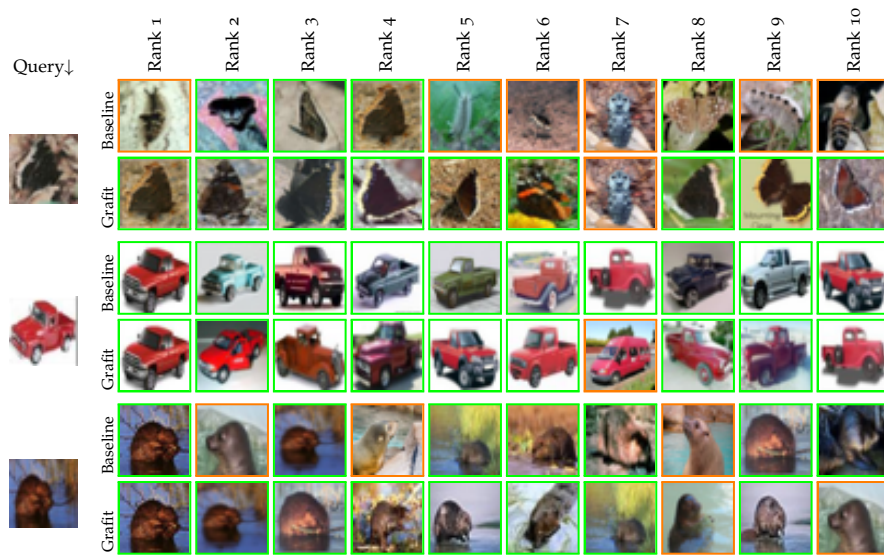 Query↓
Rank 1
Rank 2
Rank 3
Rank 4
Rank 5
Rank 6
Rank 7
Rank 8
Rank 9
Rank 10
Baseline
Grafit
Mourning
Baseline
Grafit
Baseline
Grafit